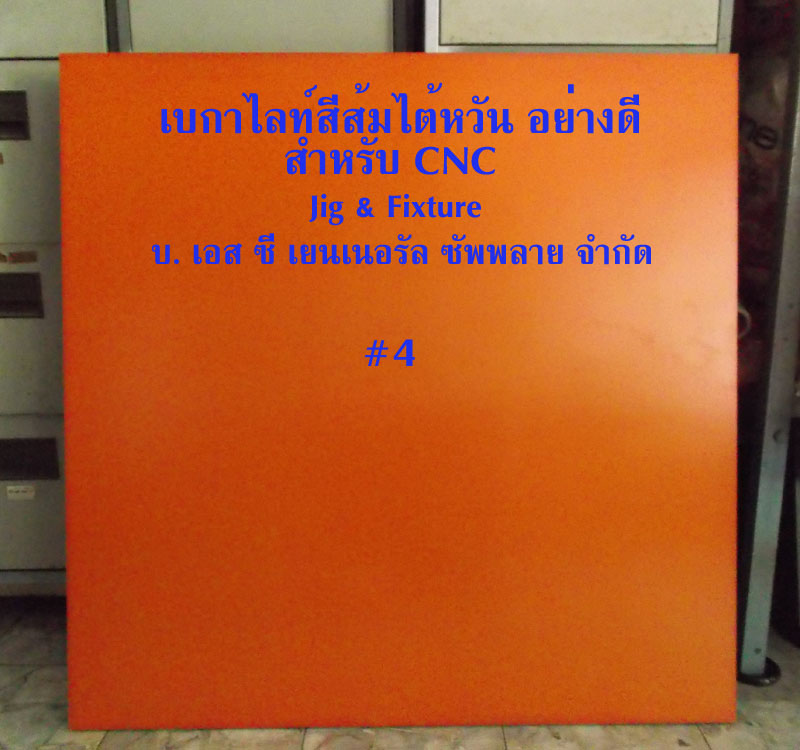 เบกาไลท์สีส้มไต้หวัน อย่างดี
สำหรับ CNC
Jig & Fixture
บ. เอส ซี เยนเนอรัล ซัพพลาย จำกัด
#4